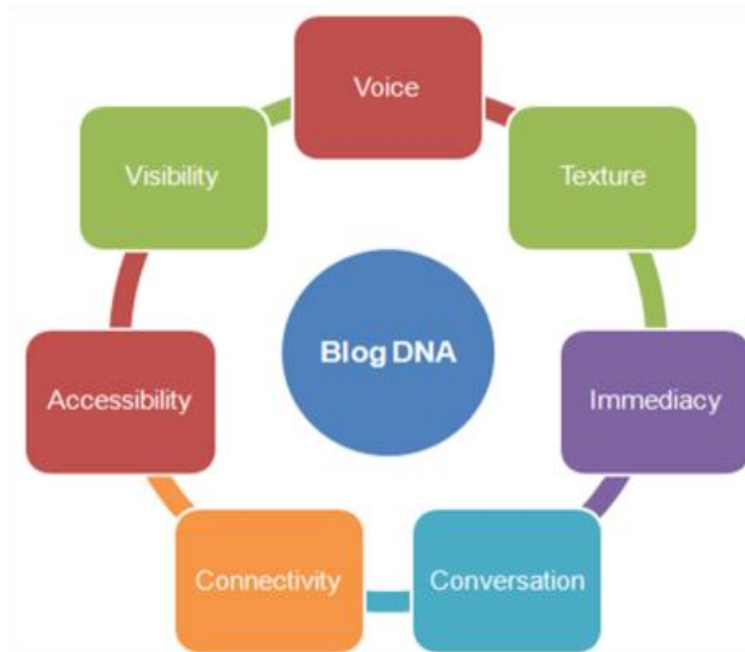 Voice
Visibility
Texture
Blog DNA
Accessibility
Immediacy
Connectivity
Conversation